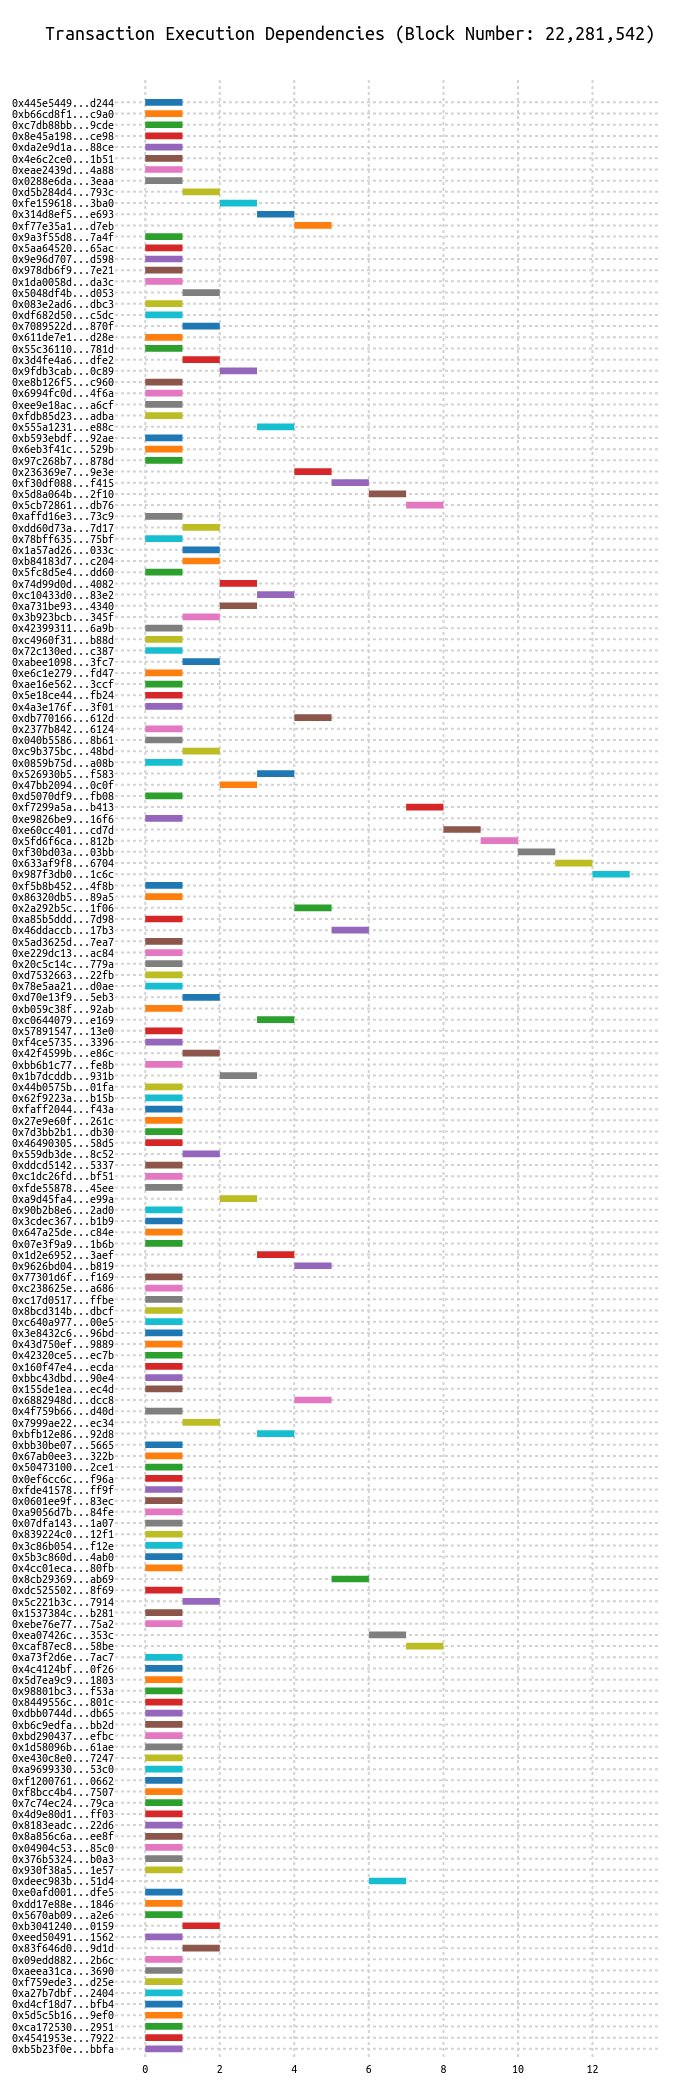 Transaction Execution Dependencies (Block Number: 22,281,542)
0x445e5449...d244
0xb66cd8f1...c9a0
0xc7db88bb...9cde
0x8e45a198...ce98
0xda2e9d1a...88ce
0x4e6c2ce0...1b51
0xeae2439d...4a88
0x0288e6da...3eaa
0xd5b284d4...793c
0xfe159618...3ba0
0x314d8ef5...e693
0xf77e35a1...d7eb
0x9a3f55d8...7a4f
0x5aa64520...65ac
0x9e96d707...d598
0x978db6f9...7e21
0x1da0058d...da3c
0x5048df4b...d053
0x083e2ad6...dbc3
0xdf682d50...c5dc
0x7089522d...870f
0x611de7e1...d28e
0x55c36110...781d
0x3d4fe4a6...dfe2
0x9fdb3cab...0c89
0xe8b126f5...c960
0x6994fc0d...4f6a
0xee9e18ac...a6cf
0xfdb85d23...adba
0x555a1231...e88c
0xb593ebdf...92ae
0x6eb3f41c...529b
0x97c268b7...878d
0x236369e7...9e3e
0xf30df088...f415
0x5d8a064b...2f10
0x5cb72861...db76
0xaffd16e3...73c9
0xdd60d73a...7d17
0x78bff635...75bf
0x1a57ad26...033c
0xb84183d7...c204
0x5fc8d5e4...dd60
0x74d99d0d...4082
0xc10433d0...83e2
0xa731be93...4340
0x3b923bcb...345f
0x42399311...6a9b
0xc4960f31...b88d
0x72c130ed...c387
0xabee1098...3fc7
0xe6c1e279...fd47
0xae16e562...3ccf
0x5e18ce44...fb24
0x4a3e176f...3f01
0xdb770166...612d
0x2377b842...6124
0x040b5586...8b61
0xc9b375bc...48bd
0x0859b75d...a08b
0x526930b5...f583
0x47bb2094...0c0f
0xd5070df9...fb08
0xf7299a5a...b413
0xe9826be9...16f6
0xe60cc401...cd7d
0x5fd6f6ca...812b
0xf30bd03a...03bb
0x633af9f8...6704
0x987f3db0...1c6c
0xf5b8b452...4f8b
0x86320db5...89a5
0x2a292b5c...1f06
0xa85b5ddd...7d98
0x46ddaccb...17b3
0x5ad3625d...7ea7
0xe229dc13...ac84
0x20c5c14c...779a
0xd7532663...22fb
0x78e5aa21...d0ae
0xd70e13f9...5eb3
0xb059c38f...92ab
0xc0644079...e169
0x57891547...13e0
0xf4ce5735...3396
0x42f4599b...e86c
0xbb6b1c77...fe8b
0x1b7dcddb...931b
0x44b0575b...01fa
0x62f9223a...b15b
0xfaff2044...f43a
0x27e9e60f...261c
0x7d3bb2b1...db30
0x46490305...58d5
0x559db3de...8c52
0xddcd5142...5337
0xc1dc26fd...bf51
0xfde55878...45ee
0xa9d45fa4...e99a
0x90b2b8e6...2ad0
0x3cdec367...b1b9
0x647a25de...c84e
0x07e3f9a9...1b6b
0x1d2e6952...3aef
0x9626bd04...b819
0x77301d6f...f169
0xc238625e...a686
0xc17d0517...ffbe
0x8bcd314b...dbcf
0xc640a977...00e5
0x3e8432c6...96bd
0x43d750ef...9889
0x42320ce5...ec7b
0x160f47e4...ecda
0xbbc43dbd...90e4
0x155de1ea...ec4d
0x6882948d...dcc8
0x4f759b66...d40d
0x7999ae22...ec34
0xbfb12e86...92d8
0xbb30be07...5665
0x67ab0ee3...322b
0x50473100...2ce1
0x0ef6cc6c...f96a
0xfde41578...ff9f
0x0601ee9f...83ec
0xa9056d7b...84fe
0x07dfa143...1a07
0x839224c0...12f1
0x3c86b054...f12e
0x5b3c860d...4ab0
0x4cc01eca...80fb
0x8cb29369...ab69
0xdc525502...8f69
0x5c221b3c...7914
0x1537384c...b281
0xebe76e77...75a2
0xea07426c...353c
0xcaf87ec8...58be
0xa73f2d6e...7ac7
0x4c4124bf...0f26
0x5d7ea9c9...1803
0x98801bc3...f53a
0x8449556c...801c
0xdbb0744d...db65
0xb6c9edfa...bb2d
0xbd290437...efbc
0x1d58096b...61ae
0xe430c8e0...7247
0xa9699330...53c0
0xf1200761...0662
0xf8bcc4b4...7507
0x7c74ec24...79ca
0x4d9e80d1...ff03
0x8183eadc...22d6
0x8a856c6a...ee8f
0x04904c53...85c0
0x376b5324...b0a3
0x930f38a5...1e57
0xdeec983b...51d4
0xe0afd001...dfe5
0xdd17e88e...1846
0x5670ab09...a2e6
0xb3041240...0159
0xeed50491...1562
0x83f646d0...9d1d
0x09edd882...2b6c
0xaeea31ca...3690
0xf759ede3...d25e
0xa27b7dbf...2404
0xd4cf18d7...bfb4
0x5d5c5b16...9ef0
0xca172530...2951
0x4541953e...7922
0xb5b23f0e...bbfa
0 2 4 6 8 10 12